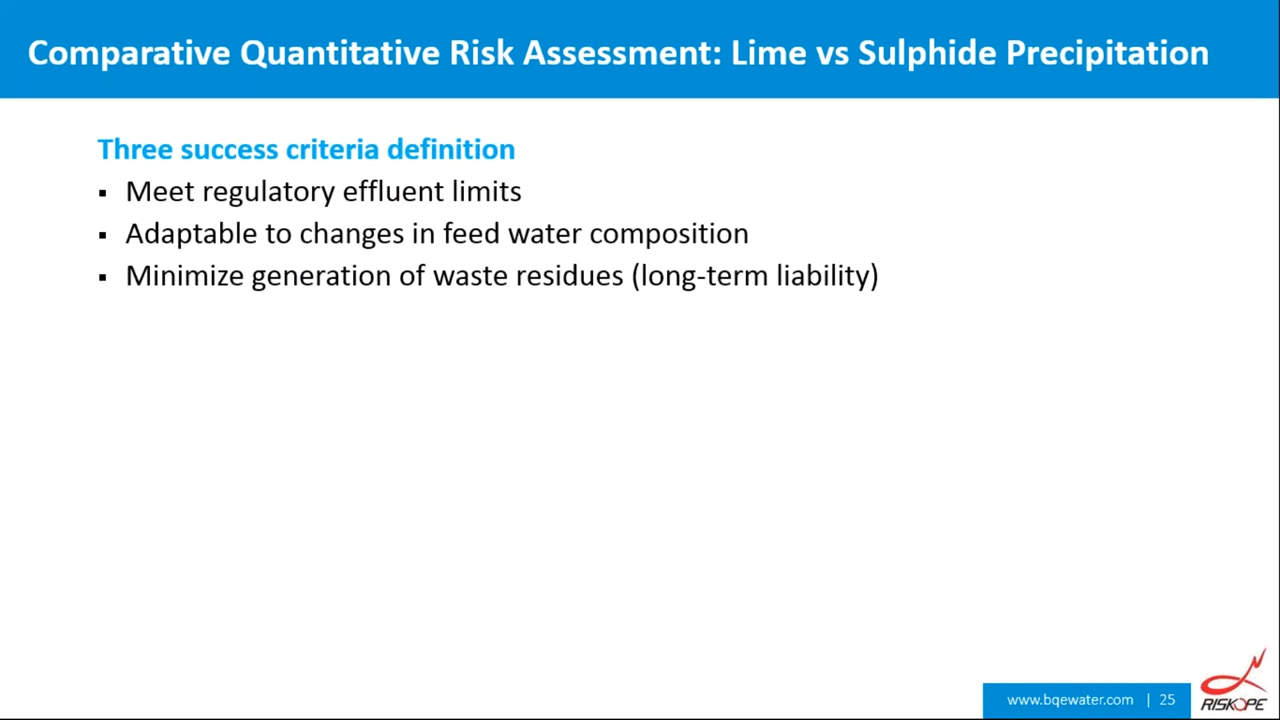 Comparative Quantitative Risk Assessment: Lime vs Sulphide Precipitation
Three success criteria definition
▪ Meet regulatory effluent limits
▪ Adaptable to changes in feed water composition
▪ Minimize generation of waste residues (long-term liability)
www.bqewater.com | 25
RISKOPE